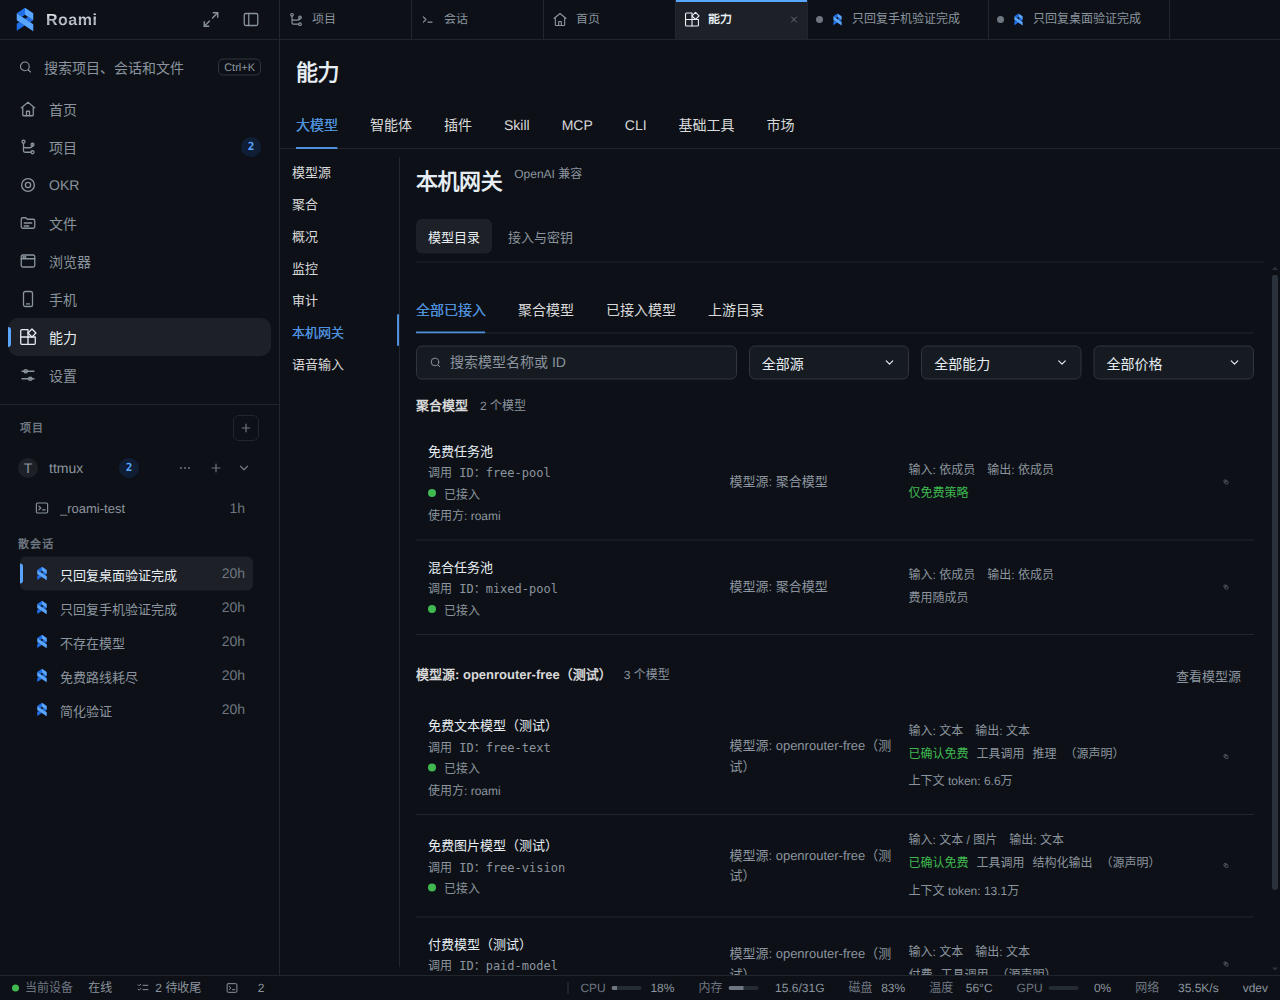 Roami
项目
会话
首页
能力
只回复手机验证完成
只回复桌面验证完成
搜索项目、会话和文件
Ctrl+K
首页
项目
2
OKR
文件
浏览器
手机
能力
设置
项目
T
ttmux
2
_roami-test
1h
散会话
只回复桌面验证完成
20h
只回复手机验证完成
20h
不存在模型
20h
免费路线耗尽
20h
简化验证
20h
能力
大模型
智能体
插件
Skill
MCP
CLI
基础工具
市场
模型源
聚合
概况
监控
审计
本机网关
语音输入
本机网关 OpenAI 兼容
模型目录
接入与密钥
全部已接入
聚合模型
已接入模型
上游目录
搜索模型名称或 ID
全部源
全部能力
全部价格
聚合模型 2 个模型
免费任务池
调用 ID: free-pool
已接入
使用方: roami
模型源: 聚合模型
输入: 依成员 输出: 依成员
仅免费策略
混合任务池
调用 ID: mixed-pool
已接入
模型源: 聚合模型
输入: 依成员 输出: 依成员
费用随成员
模型源: openrouter-free（测试） 3 个模型
查看模型源
免费文本模型（测试）
调用 ID: free-text
已接入
使用方: roami
模型源: openrouter-free（测
试）
输入: 文本 输出: 文本
已确认免费 工具调用 推理 （源声明）
上下文 token: 6.6万
免费图片模型（测试）
调用 ID: free-vision
已接入
模型源: openrouter-free（测
试）
输入: 文本 / 图片 输出: 文本
已确认免费 工具调用 结构化输出 （源声明）
上下文 token: 13.1万
付费模型（测试）
调用 ID: paid-model
模型源: openrouter-free（测
试）
输入: 文本 输出: 文本
付费 工具调用 （源声明）
当前设备 在线
2 待收尾
2
CPU 18%
内存 15.6/31G
磁盘 83%
温度 56°C
GPU 0%
网络 35.5K/s
vdev